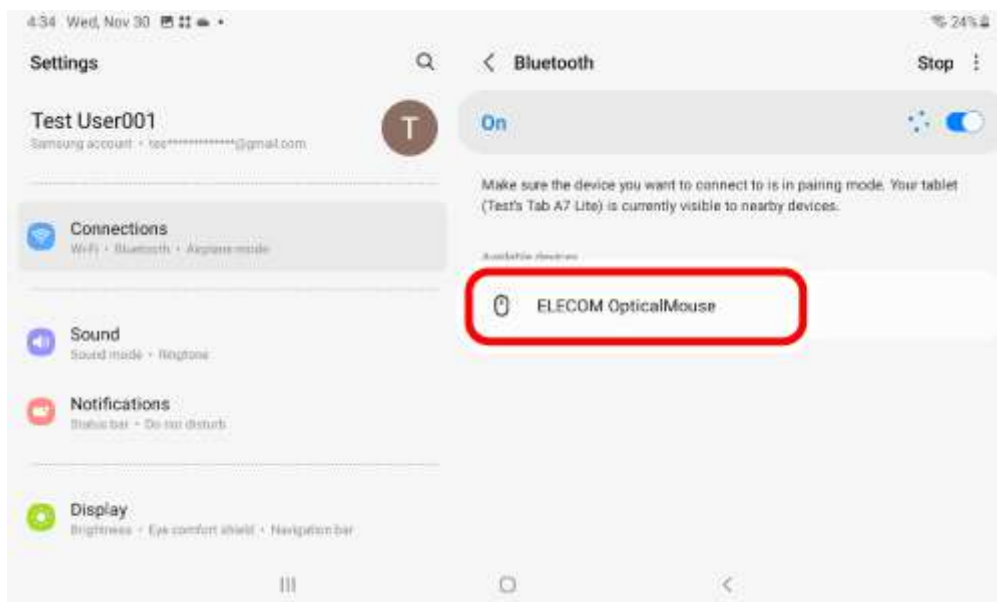 4:34 Wed, Nov 30
24%
Settings
Test User001
Samsung account • tes**************@gmail.com
Connections
Wi-Fi • Bluetooth • Airplane mode
Sound
Sound mode • Ringtone
Notifications
Status bar • Do not disturb
Display
Brightness • Eye comfort shield • Navigation bar
Bluetooth
Stop
On
Make sure the device you want to connect to is in pairing mode. Your tablet
(Test's Tab A7 Lite) is currently visible to nearby devices.
Available devices
ELECOM OpticalMouse
T